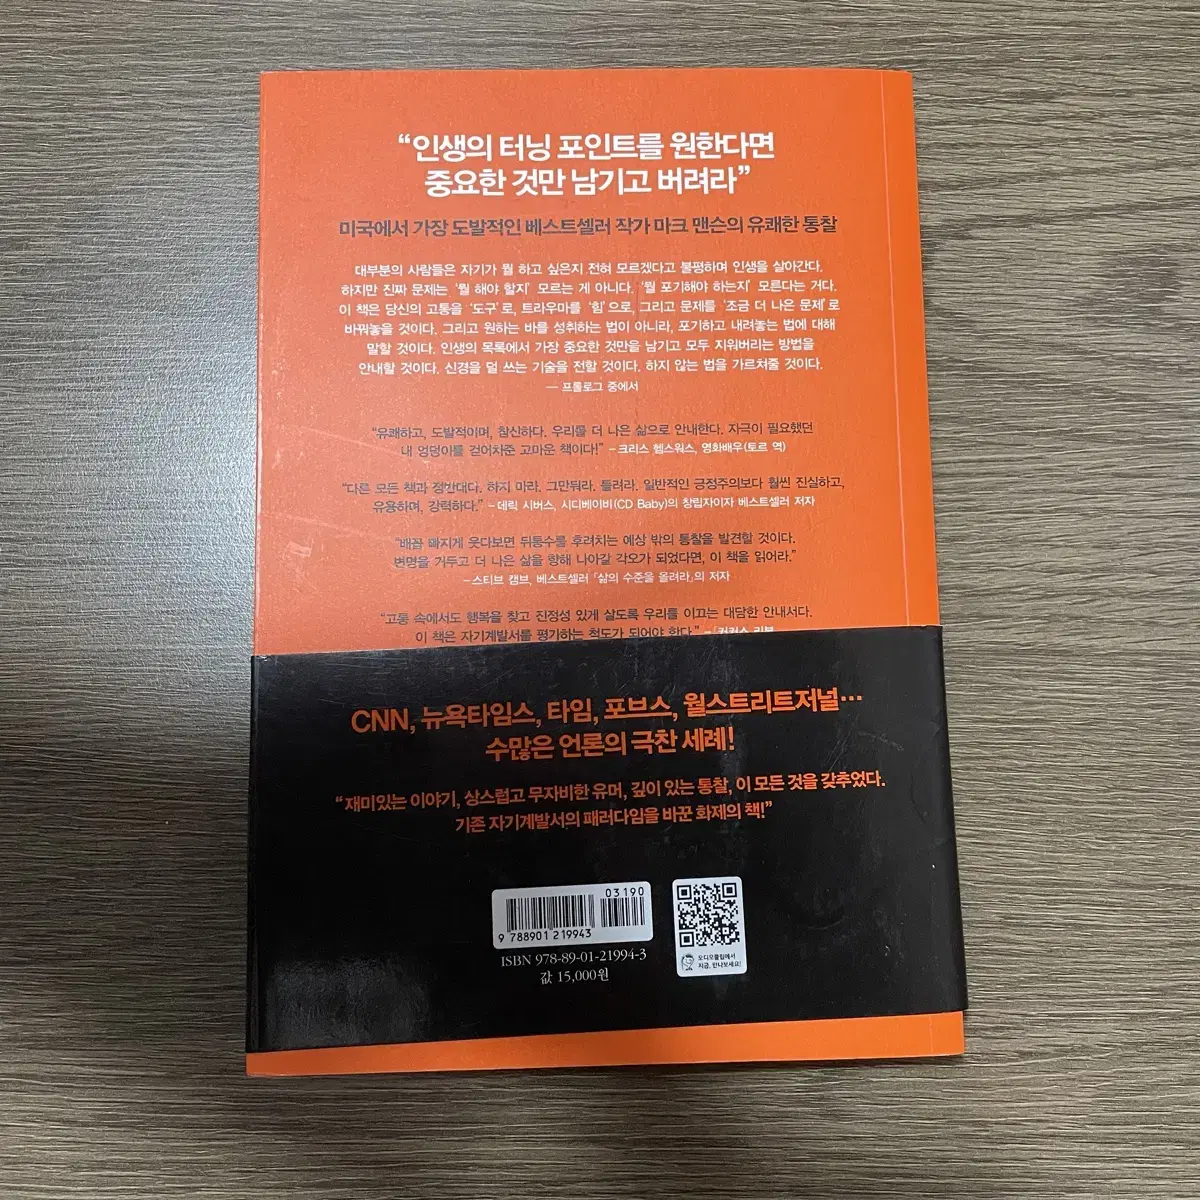 “인생의 터닝 포인트를 원한다면
중요한 것만 남기고 버려라”
미국에서 가장 도발적인 베스트셀러 작가 마크 맨슨의 유쾌한 통찰
대부분의 사람들은 자기가 뭘 하고 싶은지 전혀 모르겠다고 불평하며 인생을 살아간다.
하지만 진짜 문제는 ‘뭘 해야 할지’ 모르는 게 아니다. ‘뭘 포기해야 하는지’ 모른다는 거다.
이 책은 당신의 고통을 ‘도구’로, 트라우마를 ‘힘’으로, 그리고 문제를 ‘조금 더 나은 문제’로
바꿔놓을 것이다. 그리고 원하는 바를 성취하는 법이 아니라, 포기하고 내려놓는 법에 대해
말할 것이다. 인생의 목록에서 가장 중요한 것만을 남기고 모두 지워버리는 방법을
안내할 것이다. 신경을 덜 쓰는 기술을 전할 것이다. 하지 않는 법을 가르쳐줄 것이다.
— 프롤로그 중에서
“유쾌하고, 도발적이며, 참신하다. 우리를 더 나은 삶으로 안내한다. 자극이 필요했던
내 엉덩이를 걷어차준 고마운 책이다!” – 크리스 헴스워스, 영화배우(토르 역)
“다른 모든 책과 정반대다. 하지 마라. 그만둬라. 틀려라. 일반적인 긍정주의보다 훨씬 진실하고,
유용하며, 강력하다.” – 데릭 시버스, 시디베이비(CD Baby)의 창립자이자 베스트셀러 저자
“배꼽 빠지게 웃다보면 뒤통수를 후려치는 예상 밖의 통찰을 발견할 것이다.
변명을 거두고 더 나은 삶을 향해 나아갈 각오가 되었다면, 이 책을 읽어라.”
– 스티브 캠브, 베스트셀러 「삶의 수준을 올려라」의 저자
“고통 속에서도 행복을 찾고 진정성 있게 살도록 우리를 이끄는 대담한 안내서다.
이 책은 자기계발서를 평가하는 척도가 되어야 한다.” – 「커커스 리뷰
CNN, 뉴욕타임스, 타임, 포브스, 월스트리트저널…
수많은 언론의 극찬 세례!
“재미있는 이야기, 상스럽고 무자비한 유머, 깊이 있는 통찰, 이 모든 것을 갖추었다.
기존 자기계발서의 패러다임을 바꾼 화제의 책!”
03190
9 788901 219943
ISBN 978-89-01-21994-3
값 15,000원
오디오클립에서
지금, 만나보세요!